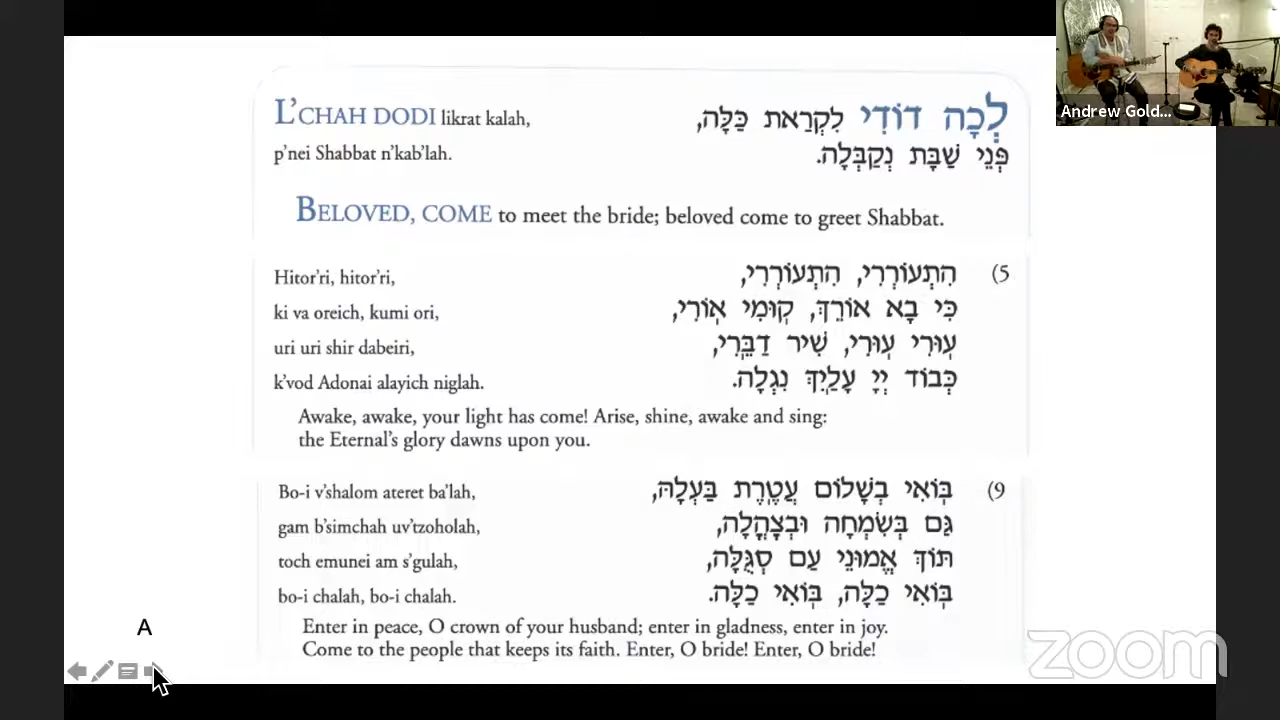 L'CHAH DODI likrat kalah,
p'nei Shabbat n'kab'lah.
לְכָה דוֹדִי לִקְרַאת כַּלָּה,
פְּנֵי שַׁבָּת נְקַבְּלָה.
BELOVED, COME to meet the bride; beloved come to greet Shabbat.
Hitor'ri, hitor'ri,
ki va oreich, kumi ori,
uri uri shir dabeiri,
k'vod Adonai alayich niglah.
5) הִתְעוֹרְרִי, הִתְעוֹרְרִי,
כִּי בָא אוֹרֵךְ, קֽוּמִי אֽוֹרִי,
עֽוּרִי עֽוּרִי, שִׁיר דַּבֵּֽרִי,
כְּבוֹד יְיָ עָלַֽיִךְ נִגְלָה.
Awake, awake, your light has come! Arise, shine, awake and sing:
the Eternal's glory dawns upon you.
Bo-i v'shalom ateret ba'lah,
gam b'simchah uv'tzoholah,
toch emunei am s'gulah,
bo-i chalah, bo-i chalah.
9) בּֽוֹאִי בְשָׁלוֹם עֲטֶֽרֶת בַּעְלָהּ,
גַּם בְּשִׂמְחָה וּבְצָהֳלָה,
תּוֹךְ אֱמוּנֵי עַם סְגֻלָּה,
בּֽוֹאִי כַלָּה, בּֽוֹאִי כַלָּה.
Enter in peace, O crown of your husband; enter in gladness, enter in joy.
Come to the people that keeps its faith. Enter, O bride! Enter, O bride!
A
Andrew Gold...
zoom